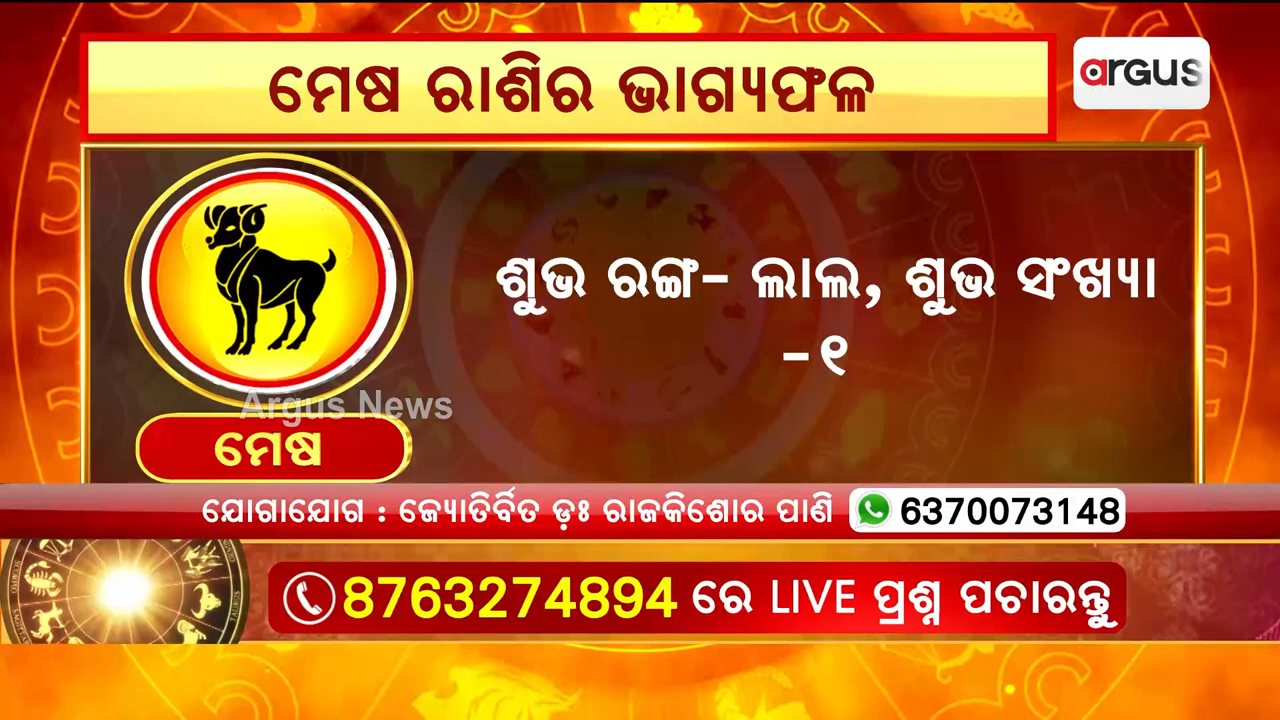 ମେଷ ରାଶିର ଭାଗ୍ୟଫଳ
argus
ଶୁଭ ରଙ୍ଗ- ଲାଲ, ଶୁଭ ସଂଖ୍ୟା
-୧
Argus News
ମେଷ
ଯୋଗାଯୋଗ : ଜ୍ୟୋତିର୍ବିତ ଡ଼ଃ ରାଜକିଶୋର ପାଣି 6370073148
8763274894 ରେ LIVE ପ୍ରଶ୍ନ ପଚାରନ୍ତୁ